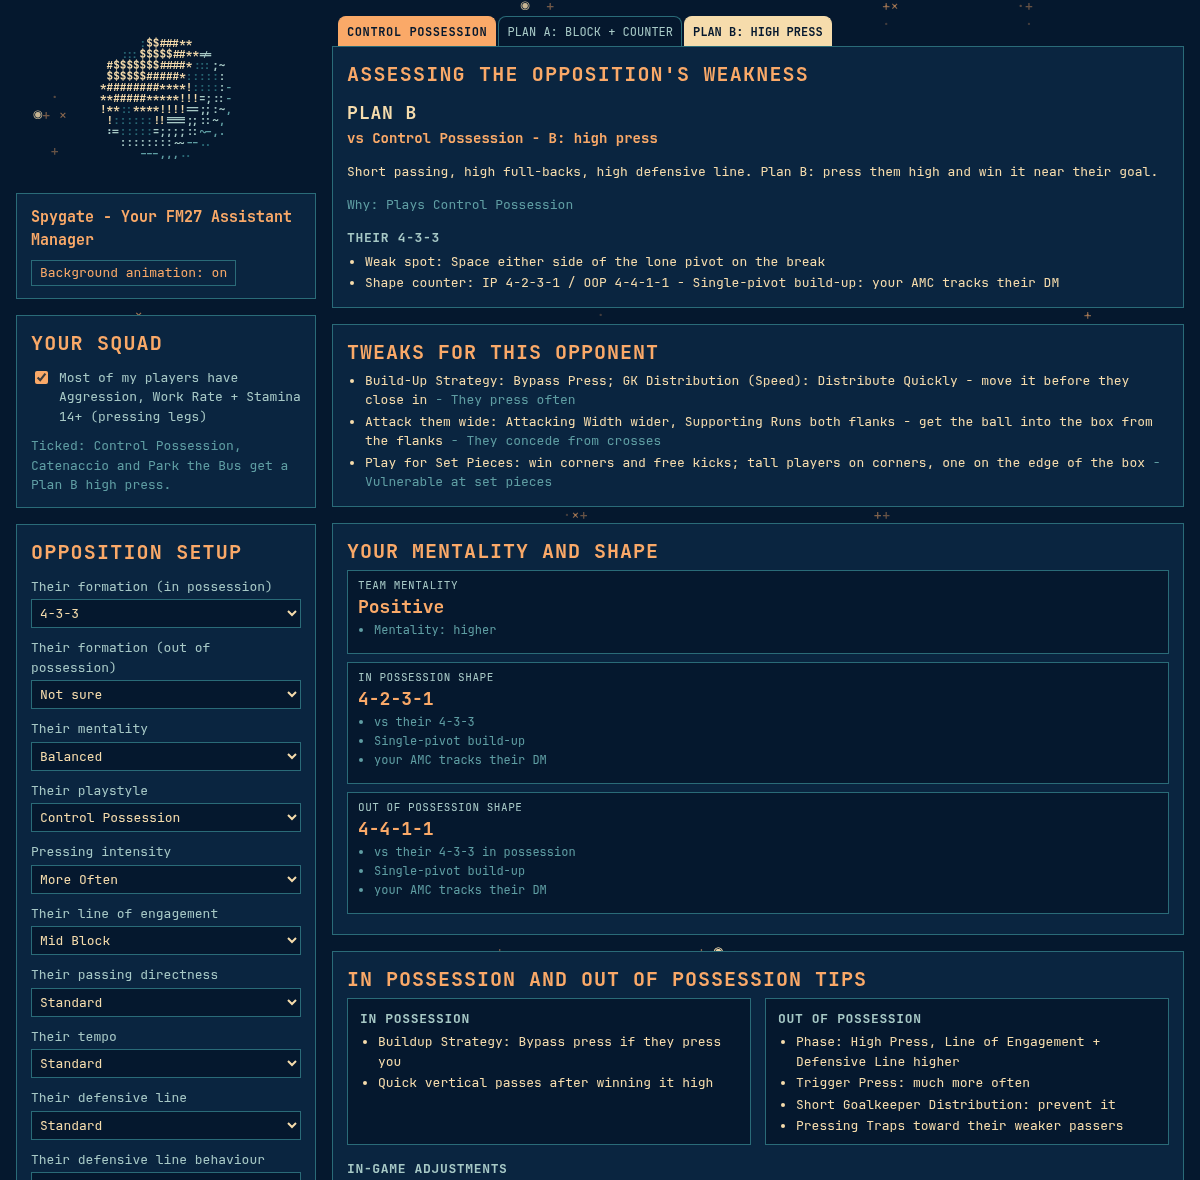 CONTROL POSSESSION
PLAN A: BLOCK + COUNTER
PLAN B: HIGH PRESS
Spygate - Your FM27 Assistant
Manager
Background animation: on
YOUR SQUAD
Most of my players have
Aggression, Work Rate + Stamina
14+ (pressing legs)
Ticked: Control Possession,
Catenaccio and Park the Bus get a
Plan B high press.
OPPOSITION SETUP
Their formation (in possession)
4-3-3
Their formation (out of
possession)
Not sure
Their mentality
Balanced
Their playstyle
Control Possession
Pressing intensity
More Often
Their line of engagement
Mid Block
Their passing directness
Standard
Their tempo
Standard
Their defensive line
Standard
Their defensive line behaviour
ASSESSING THE OPPOSITION'S WEAKNESS
PLAN B
vs Control Possession - B: high press
Short passing, high full-backs, high defensive line. Plan B: press them high and win it near their goal.
Why: Plays Control Possession
THEIR 4-3-3
• Weak spot: Space either side of the lone pivot on the break
• Shape counter: IP 4-2-3-1 / OOP 4-4-1-1 - Single-pivot build-up: your AMC tracks their DM
TWEAKS FOR THIS OPPONENT
• Build-Up Strategy: Bypass Press; GK Distribution (Speed): Distribute Quickly - move it before they
close in - They press often
• Attack them wide: Attacking Width wider, Supporting Runs both flanks - get the ball into the box from
the flanks - They concede from crosses
• Play for Set Pieces: win corners and free kicks; tall players on corners, one on the edge of the box -
Vulnerable at set pieces
YOUR MENTALITY AND SHAPE
TEAM MENTALITY
Positive
• Mentality: higher
IN POSSESSION SHAPE
4-2-3-1
• vs their 4-3-3
• Single-pivot build-up
• your AMC tracks their DM
OUT OF POSSESSION SHAPE
4-4-1-1
• vs their 4-3-3 in possession
• Single-pivot build-up
• your AMC tracks their DM
IN POSSESSION AND OUT OF POSSESSION TIPS
IN POSSESSION
• Buildup Strategy: Bypass press if they press
you
• Quick vertical passes after winning it high
OUT OF POSSESSION
• Phase: High Press, Line of Engagement +
Defensive Line higher
• Trigger Press: much more often
• Short Goalkeeper Distribution: prevent it
• Pressing Traps toward their weaker passers
IN-GAME ADJUSTMENTS